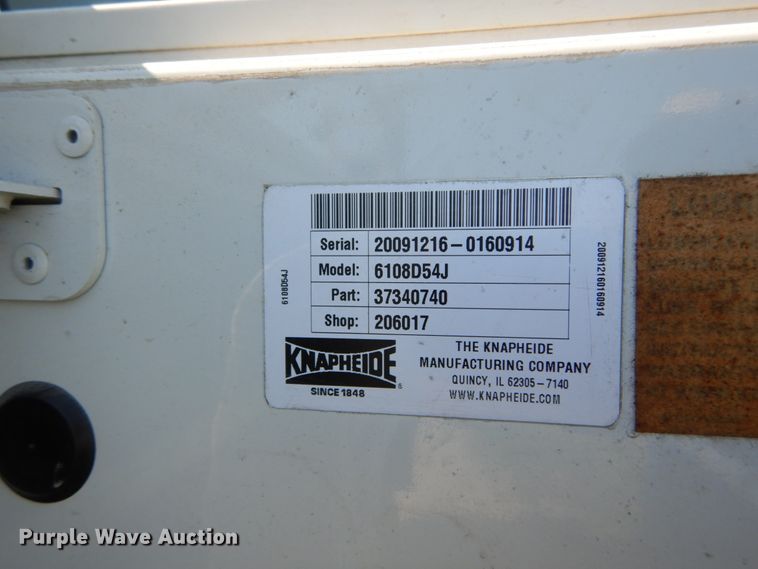 Serial: 20091216-0160914
Model: 6108D54J
Part: 37340740
Shop: 206017
6108D54J
200912160160914
KNAPHEIDE
®
SINCE 1848
THE KNAPHEIDE
MANUFACTURING COMPANY
QUINCY, IL 62305-7140
WWW.KNAPHEIDE.COM
Purple Wave Auction®